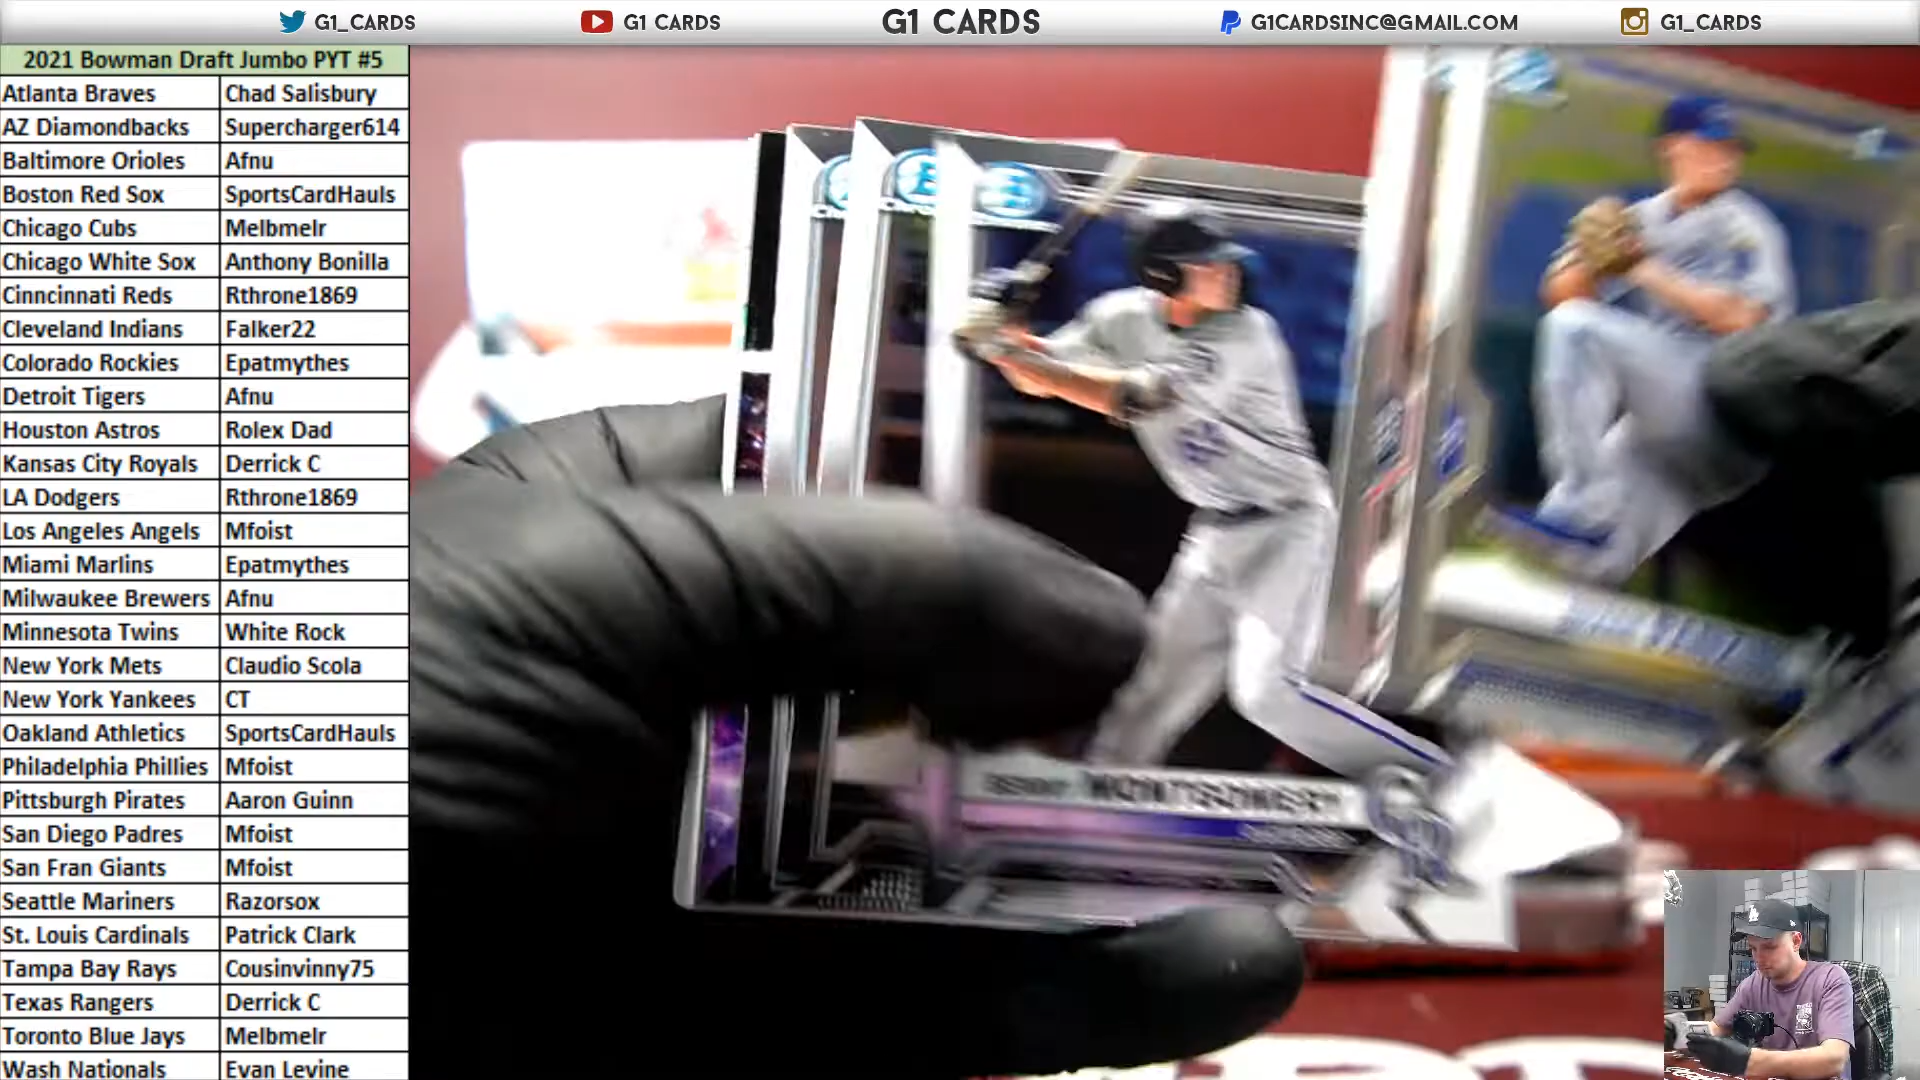 G1_CARDS
G1 CARDS
G1 CARDS
G1CARDSINC@GMAIL.COM
G1_CARDS
2021 Bowman Draft Jumbo PYT #5
Atlanta Braves Chad Salisbury
AZ Diamondbacks Supercharger614
Baltimore Orioles Afnu
Boston Red Sox SportsCardHauls
Chicago Cubs Melbmelr
Chicago White Sox Anthony Bonilla
Cinncinnati Reds Rthrone1869
Cleveland Indians Falker22
Colorado Rockies Epatmythes
Detroit Tigers Afnu
Houston Astros Rolex Dad
Kansas City Royals Derrick C
LA Dodgers Rthrone1869
Los Angeles Angels Mfoist
Miami Marlins Epatmythes
Milwaukee Brewers Afnu
Minnesota Twins White Rock
New York Mets Claudio Scola
New York Yankees CT
Oakland Athletics SportsCardHauls
Philadelphia Phillies Mfoist
Pittsburgh Pirates Aaron Guinn
San Diego Padres Mfoist
San Fran Giants Mfoist
Seattle Mariners Razorsox
St. Louis Cardinals Patrick Clark
Tampa Bay Rays Cousinvinny75
Texas Rangers Derrick C
Toronto Blue Jays Melbmelr
Wash Nationals Evan Levine
BENNY MONTGOMERY